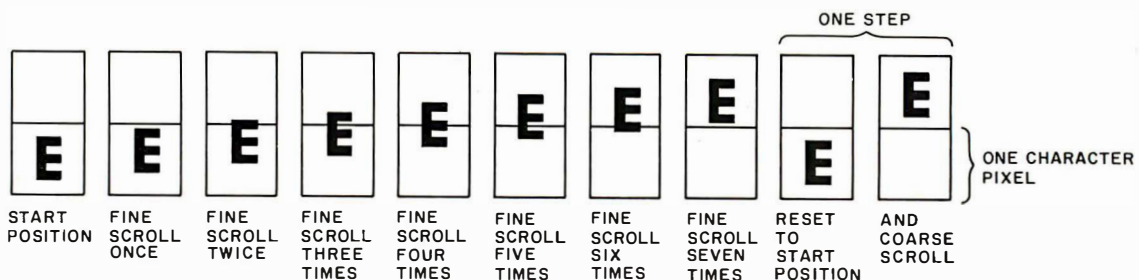 ONE STEP
E
E
E
E
E
E
E
E
E
E
ONE CHARACTER
PIXEL
START
POSITION
FINE
SCROLL
ONCE
FINE
SCROLL
TWICE
FINE
SCROLL
THREE
TIMES
FINE
SCROLL
FOUR
TIMES
FINE
SCROLL
FIVE
TIMES
FINE
SCROLL
SIX
TIMES
FINE
SCROLL
SEVEN
TIMES
RESET
TO
START
POSITION
AND
COARSE
SCROLL